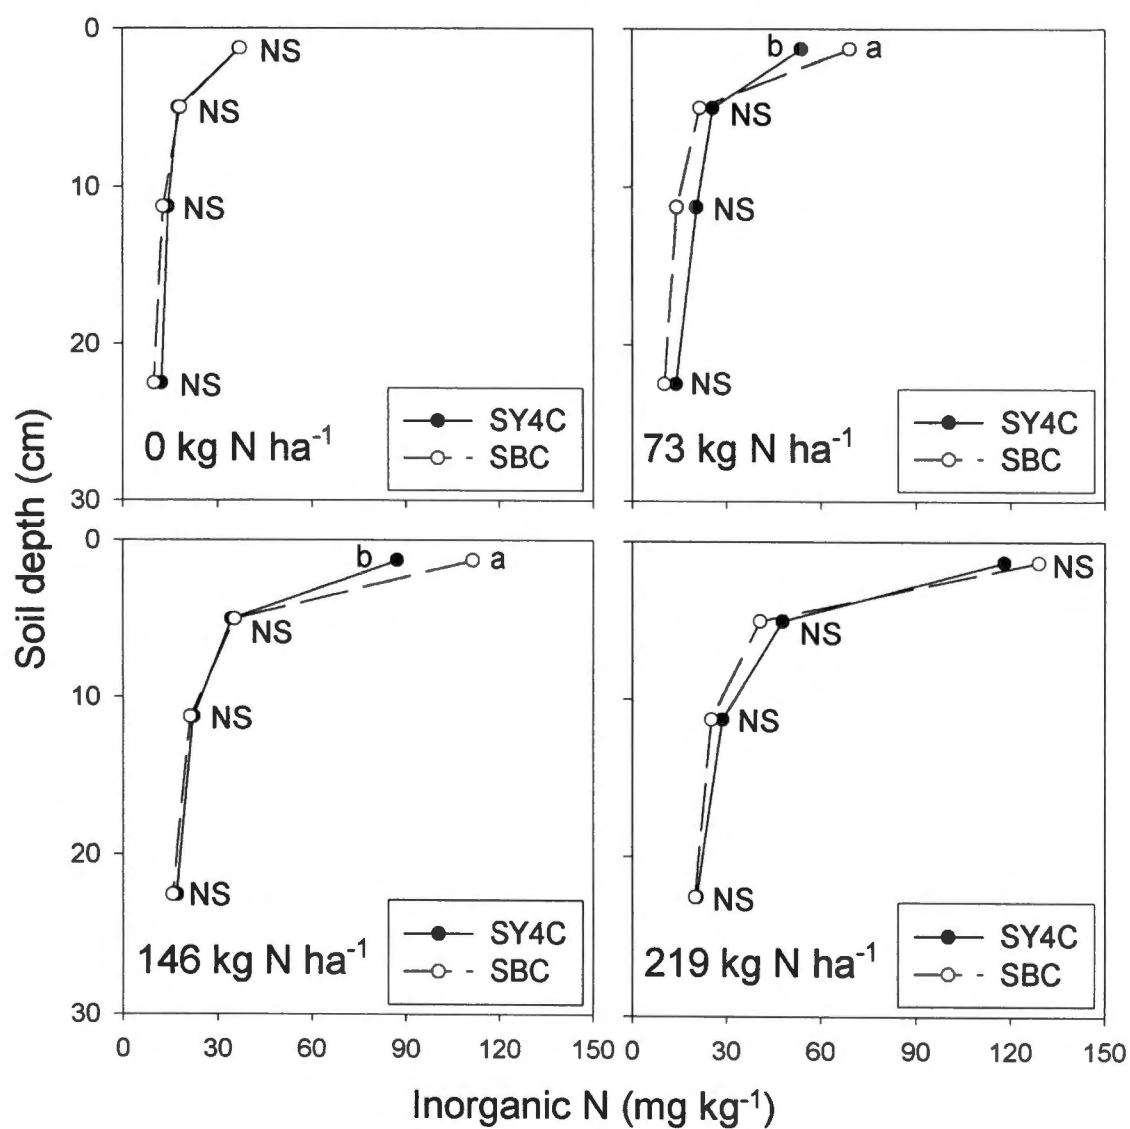 0
NS
b
a
NS
NS
10
NS
NS
20
NS
NS
SY4C
SBC
0 kg N ha⁻¹
SY4C
SBC
73 kg N ha⁻¹
30
Soil depth (cm)
0
b
a
NS
NS
NS
10
NS
NS
20
NS
NS
SY4C
SBC
146 kg N ha⁻¹
SY4C
SBC
219 kg N ha⁻¹
30
0 30 60 90 120 150 0 30 60 90 120 150
Inorganic N (mg kg⁻¹)